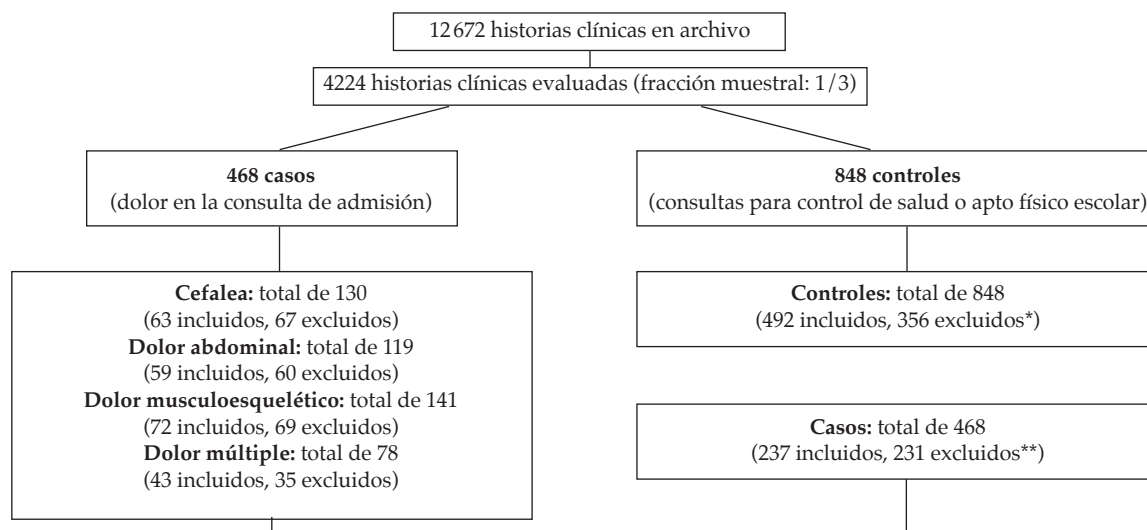 12 672 historias clínicas en archivo
4224 historias clínicas evaluadas (fracción muestral: 1/3)
468 casos
(dolor en la consulta de admisión)
848 controles
(consultas para control de salud o apto físico escolar)
Cefalea: total de 130
(63 incluidos, 67 excluidos)
Dolor abdominal: total de 119
(59 incluidos, 60 excluidos)
Dolor musculoesquelético: total de 141
(72 incluidos, 69 excluidos)
Dolor múltiple: total de 78
(43 incluidos, 35 excluidos)
Controles: total de 848
(492 incluidos, 356 excluidos*)
Casos: total de 468
(237 incluidos, 231 excluidos**)